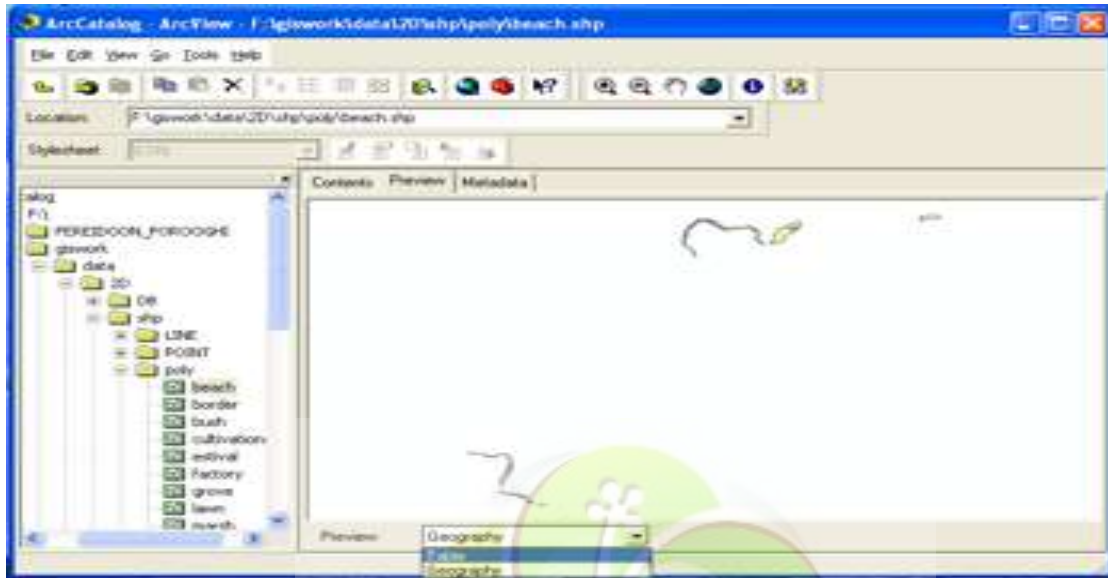 ArcCatalog - ArcView - F:\giswork\data\2D\shp\poly\beach.shp
File Edit View Go Tools Help
Location: F:\giswork\data\2D\shp\poly\beach.shp
Stylesheet:
Contents Preview Metadata
alog
F:\
FEREIDOON_FOROOGHE
giswork
data
2D
DB
shp
LINE
POINT
poly
beach
border
bush
cultivation
estival
factory
grove
lawn
marsh
Preview: Geography
Table
Geography